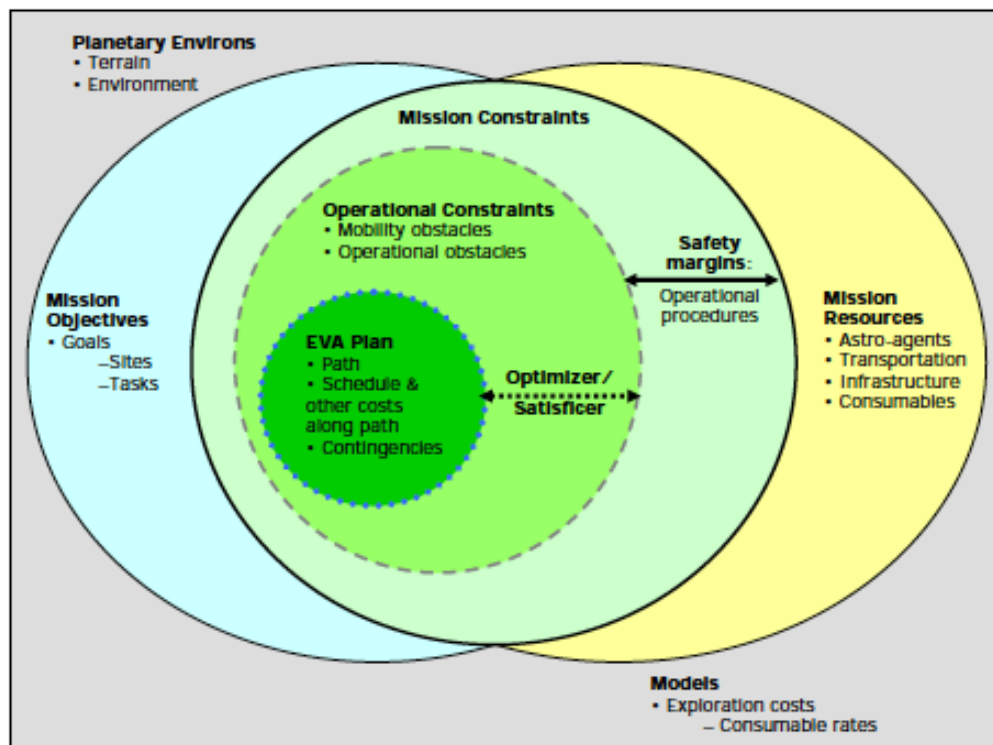 Planetary Environs
• Terrain
• Environment
Mission Constraints
Operational Constraints
• Mobility obstacles
• Operational obstacles
Safety
margins:
Operational
procedures
Mission
Objectives
• Goals
–Sites
–Tasks
EVA Plan
• Path
• Schedule &
other costs
along path
• Contingencies
Optimizer/
Satisficer
Mission
Resources
• Astro-agents
• Transportation
• Infrastructure
• Consumables
Models
• Exploration costs
– Consumable rates